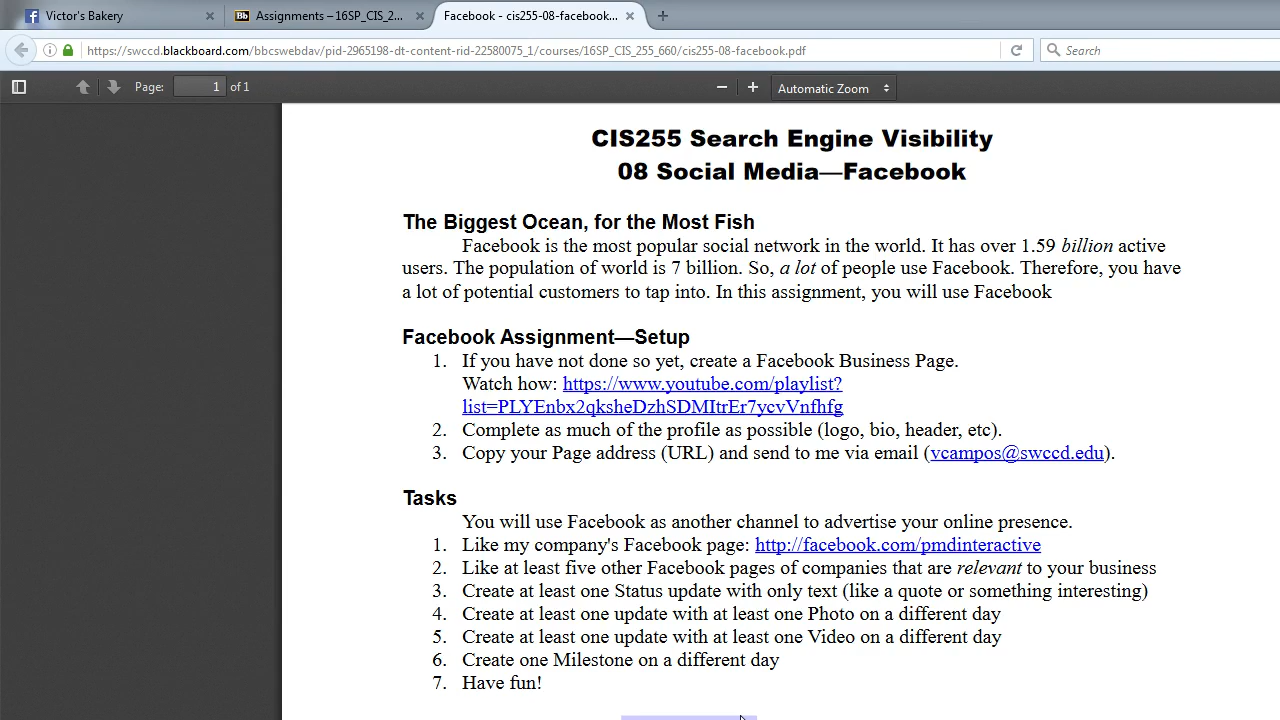 Victor's Bakery
Bb Assignments – 16SP_CIS_2...
Facebook - cis255-08-facebook...
https://swccd.blackboard.com/bbcswebdav/pid-2965198-dt-content-rid-22580075_1/courses/16SP_CIS_255_660/cis255-08-facebook.pdf
Search
Page: 1 of 1
Automatic Zoom
CIS255 Search Engine Visibility
08 Social Media—Facebook
The Biggest Ocean, for the Most Fish
Facebook is the most popular social network in the world. It has over 1.59 billion active
users. The population of world is 7 billion. So, a lot of people use Facebook. Therefore, you have
a lot of potential customers to tap into. In this assignment, you will use Facebook
Facebook Assignment—Setup
1. If you have not done so yet, create a Facebook Business Page.
Watch how: https://www.youtube.com/playlist?
list=PLYEnbx2qksheDzhSDMItrEr7ycvVnfhfg
2. Complete as much of the profile as possible (logo, bio, header, etc).
3. Copy your Page address (URL) and send to me via email (vcampos@swccd.edu).
Tasks
You will use Facebook as another channel to advertise your online presence.
1. Like my company's Facebook page: http://facebook.com/pmdinteractive
2. Like at least five other Facebook pages of companies that are relevant to your business
3. Create at least one Status update with only text (like a quote or something interesting)
4. Create at least one update with at least one Photo on a different day
5. Create at least one update with at least one Video on a different day
6. Create one Milestone on a different day
7. Have fun!